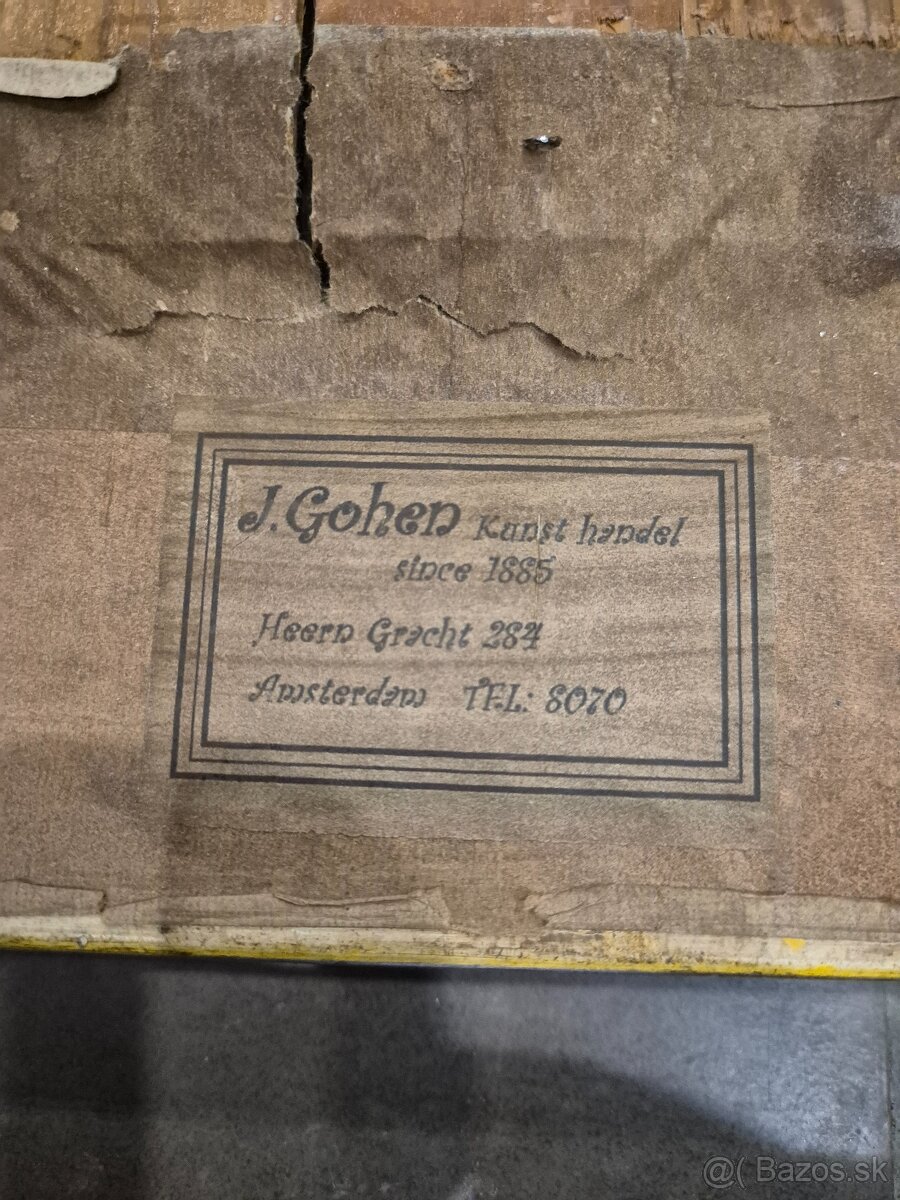 J. Gohen Kunst handel
since 1885
Heern Gracht 284
Amsterdam TEL: 8070
@( Bazos.sk